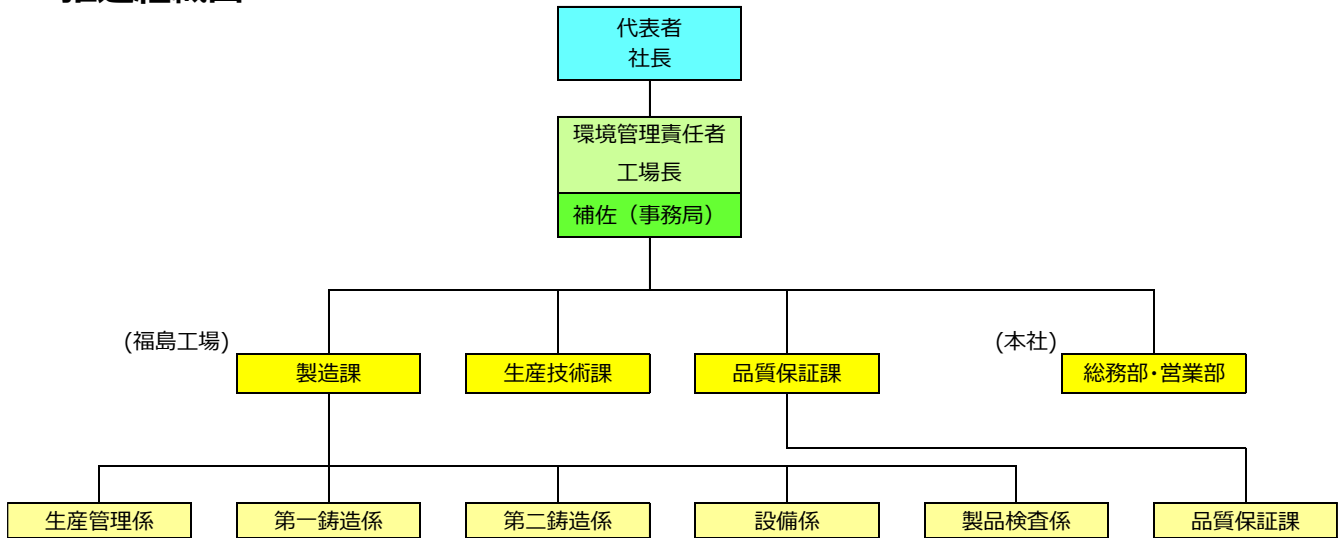 代表者
社長
環境管理責任者
工場長
補佐（事務局）
(福島工場)
(本社)
製造課
生産技術課
品質保証課
総務部・営業部
生産管理係
第一鋳造係
第二鋳造係
設備係
製品検査係
品質保証課